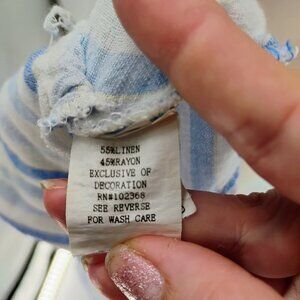 55%LINEN
45%RAYON
EXCLUSIVE OF
DECORATION
RN#102368
SEE REVERSE
FOR WASH CARE